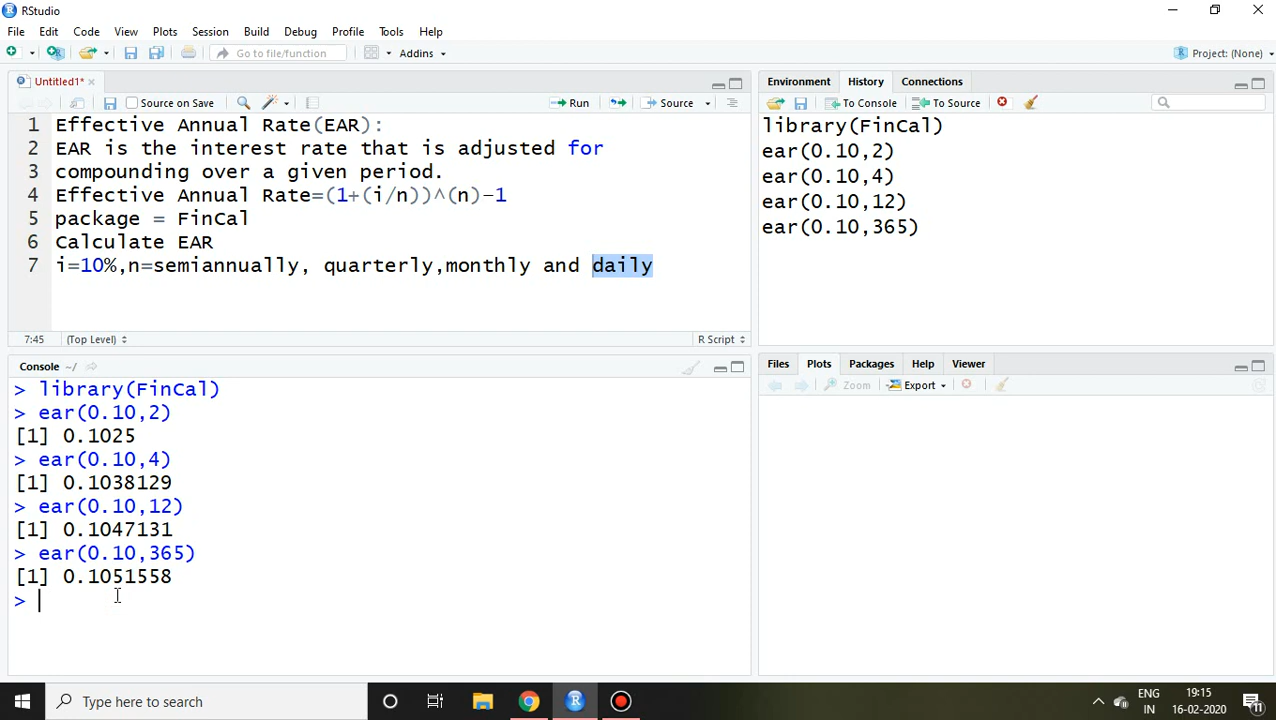 RStudio
File Edit Code View Plots Session Build Debug Profile Tools Help
Go to file/function Addins Project: (None)
Untitled1*
Source on Save Run Source
1 Effective Annual Rate(EAR):
2 EAR is the interest rate that is adjusted for
3 compounding over a given period.
4 Effective Annual Rate=(1+(i/n))^(n)-1
5 package = FinCal
6 Calculate EAR
7 i=10%,n=semiannually, quarterly,monthly and daily
7:45 (Top Level) R Script
Console ~/
> library(FinCal)
> ear(0.10,2)
[1] 0.1025
> ear(0.10,4)
[1] 0.1038129
> ear(0.10,12)
[1] 0.1047131
> ear(0.10,365)
[1] 0.1051558
>
Environment History Connections
To Console To Source
library(FinCal)
ear(0.10,2)
ear(0.10,4)
ear(0.10,12)
ear(0.10,365)
Files Plots Packages Help Viewer
Zoom Export
Type here to search
ENG 19:15
IN 16-02-2020
11